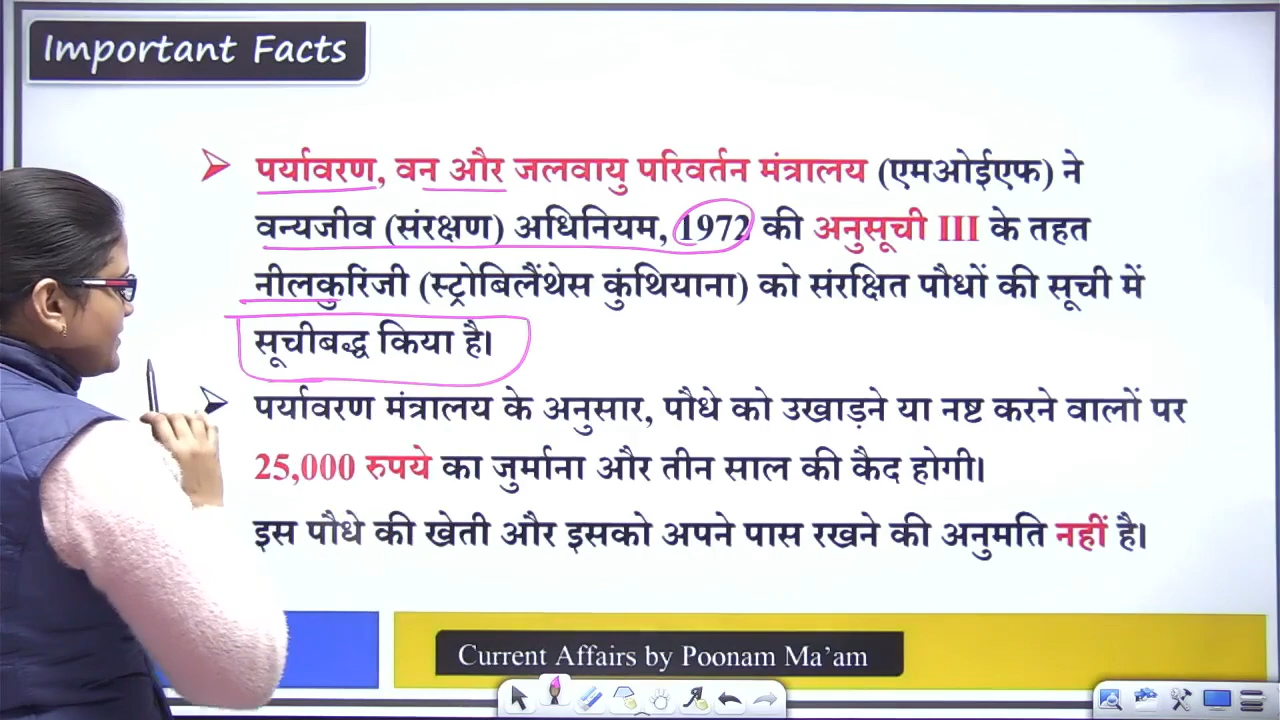 Important Facts
पर्यावरण, वन और जलवायु परिवर्तन मंत्रालय (एमओईएफ) ने
वन्यजीव (संरक्षण) अधिनियम, 1972 की अनुसूची III के तहत
नीलकुरिंजी (स्ट्रोबिलैंथेस कुंथियाना) को संरक्षित पौधों की सूची में
सूचीबद्ध किया है।
पर्यावरण मंत्रालय के अनुसार, पौधे को उखाड़ने या नष्ट करने वालों पर
25,000 रुपये का जुर्माना और तीन साल की कैद होगी।
इस पौधे की खेती और इसको अपने पास रखने की अनुमति नहीं है।
Current Affairs by Poonam Ma'am